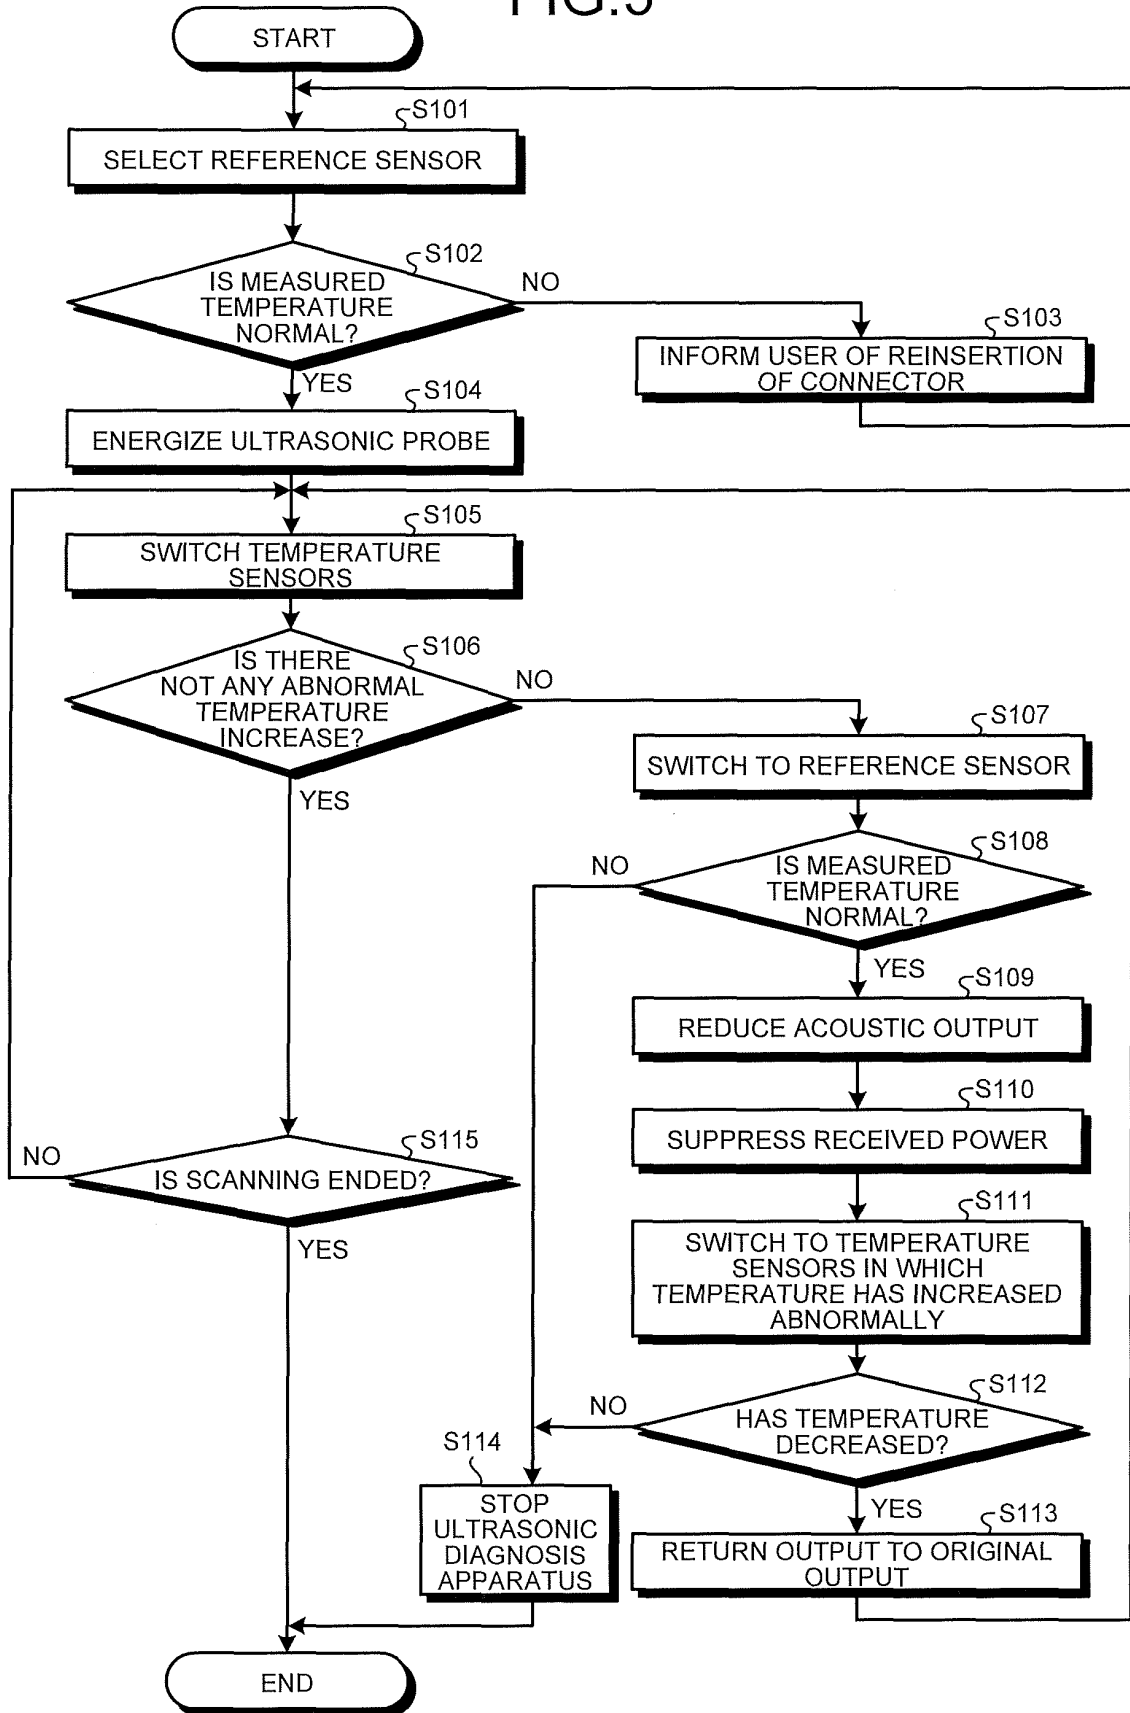 START
S101
SELECT REFERENCE SENSOR
S102
IS MEASURED
TEMPERATURE
NORMAL?
NO
YES
S103
INFORM USER OF REINSERTION
OF CONNECTOR
S104
ENERGIZE ULTRASONIC PROBE
S105
SWITCH TEMPERATURE
SENSORS
S106
IS THERE
NOT ANY ABNORMAL
TEMPERATURE
INCREASE?
NO
YES
S107
SWITCH TO REFERENCE SENSOR
S108
IS MEASURED
TEMPERATURE
NORMAL?
NO
YES
S109
REDUCE ACOUSTIC OUTPUT
S110
SUPPRESS RECEIVED POWER
S111
SWITCH TO TEMPERATURE
SENSORS IN WHICH
TEMPERATURE HAS INCREASED
ABNORMALLY
S112
HAS TEMPERATURE
DECREASED?
NO
YES
S113
RETURN OUTPUT TO ORIGINAL
OUTPUT
S114
STOP
ULTRASONIC
DIAGNOSIS
APPARATUS
S115
IS SCANNING ENDED?
NO
YES
END